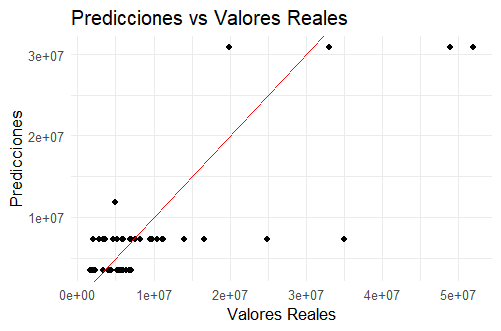 Predicciones vs Valores Reales
Predicciones
3e+07
2e+07
1e+07
0e+00 1e+07 2e+07 3e+07 4e+07 5e+07
Valores Reales